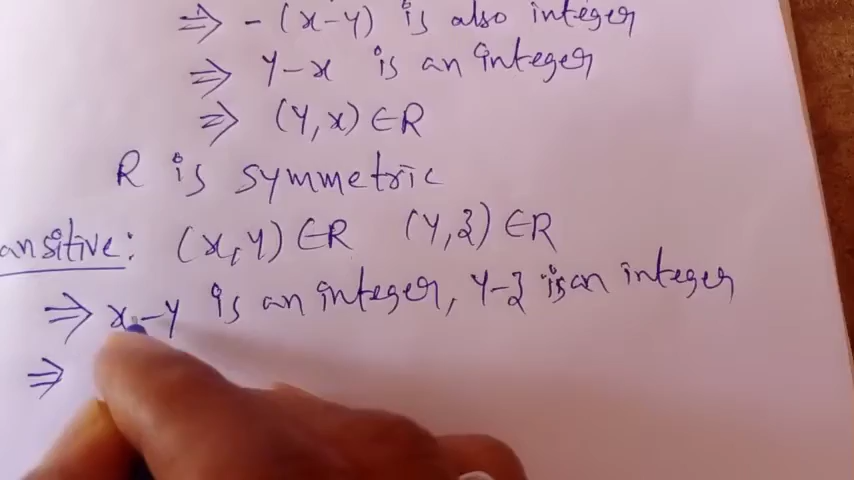 ⇒ -(x-y) is also integer
⇒ y-x is an integer
⇒ (y,x)∈R
R is symmetric
ansitive: (x,y)∈R (y,z)∈R
⇒ x-y is an integer, y-z is an integer
⇒